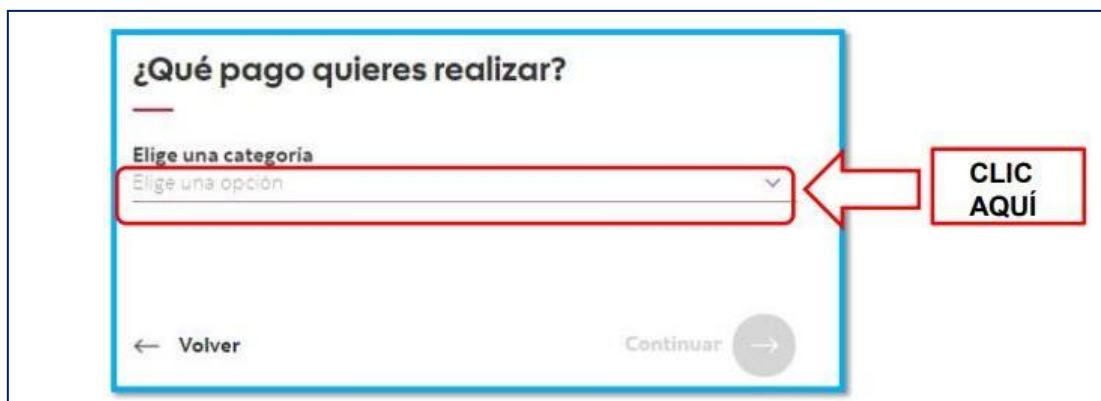 ¿Qué pago quieres realizar?
Elige una categoría
Elige una opción
CLIC
AQUÍ
Volver
Continuar